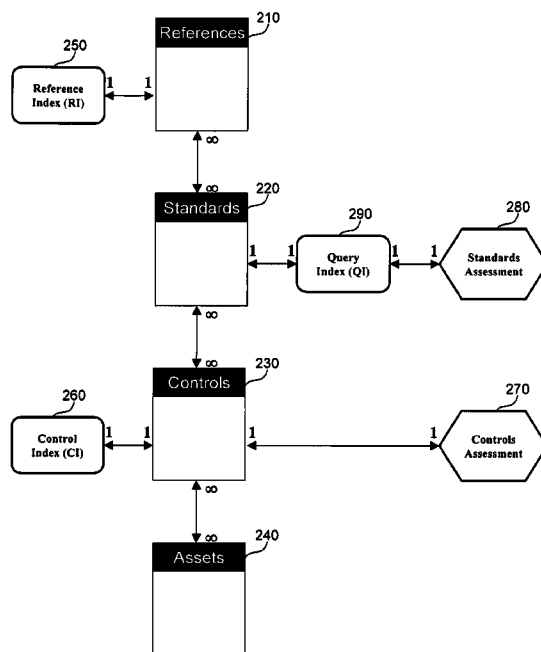 210
References
250
Reference
Index (RI)
1 1
∞
∞
220
Standards
290
280
1 1
Query
Index (QI)
1 1
Standards
Assessment
∞
∞
230
Controls
260
270
Control
Index (CI)
1 1
1 1
Controls
Assessment
∞
∞
240
Assets